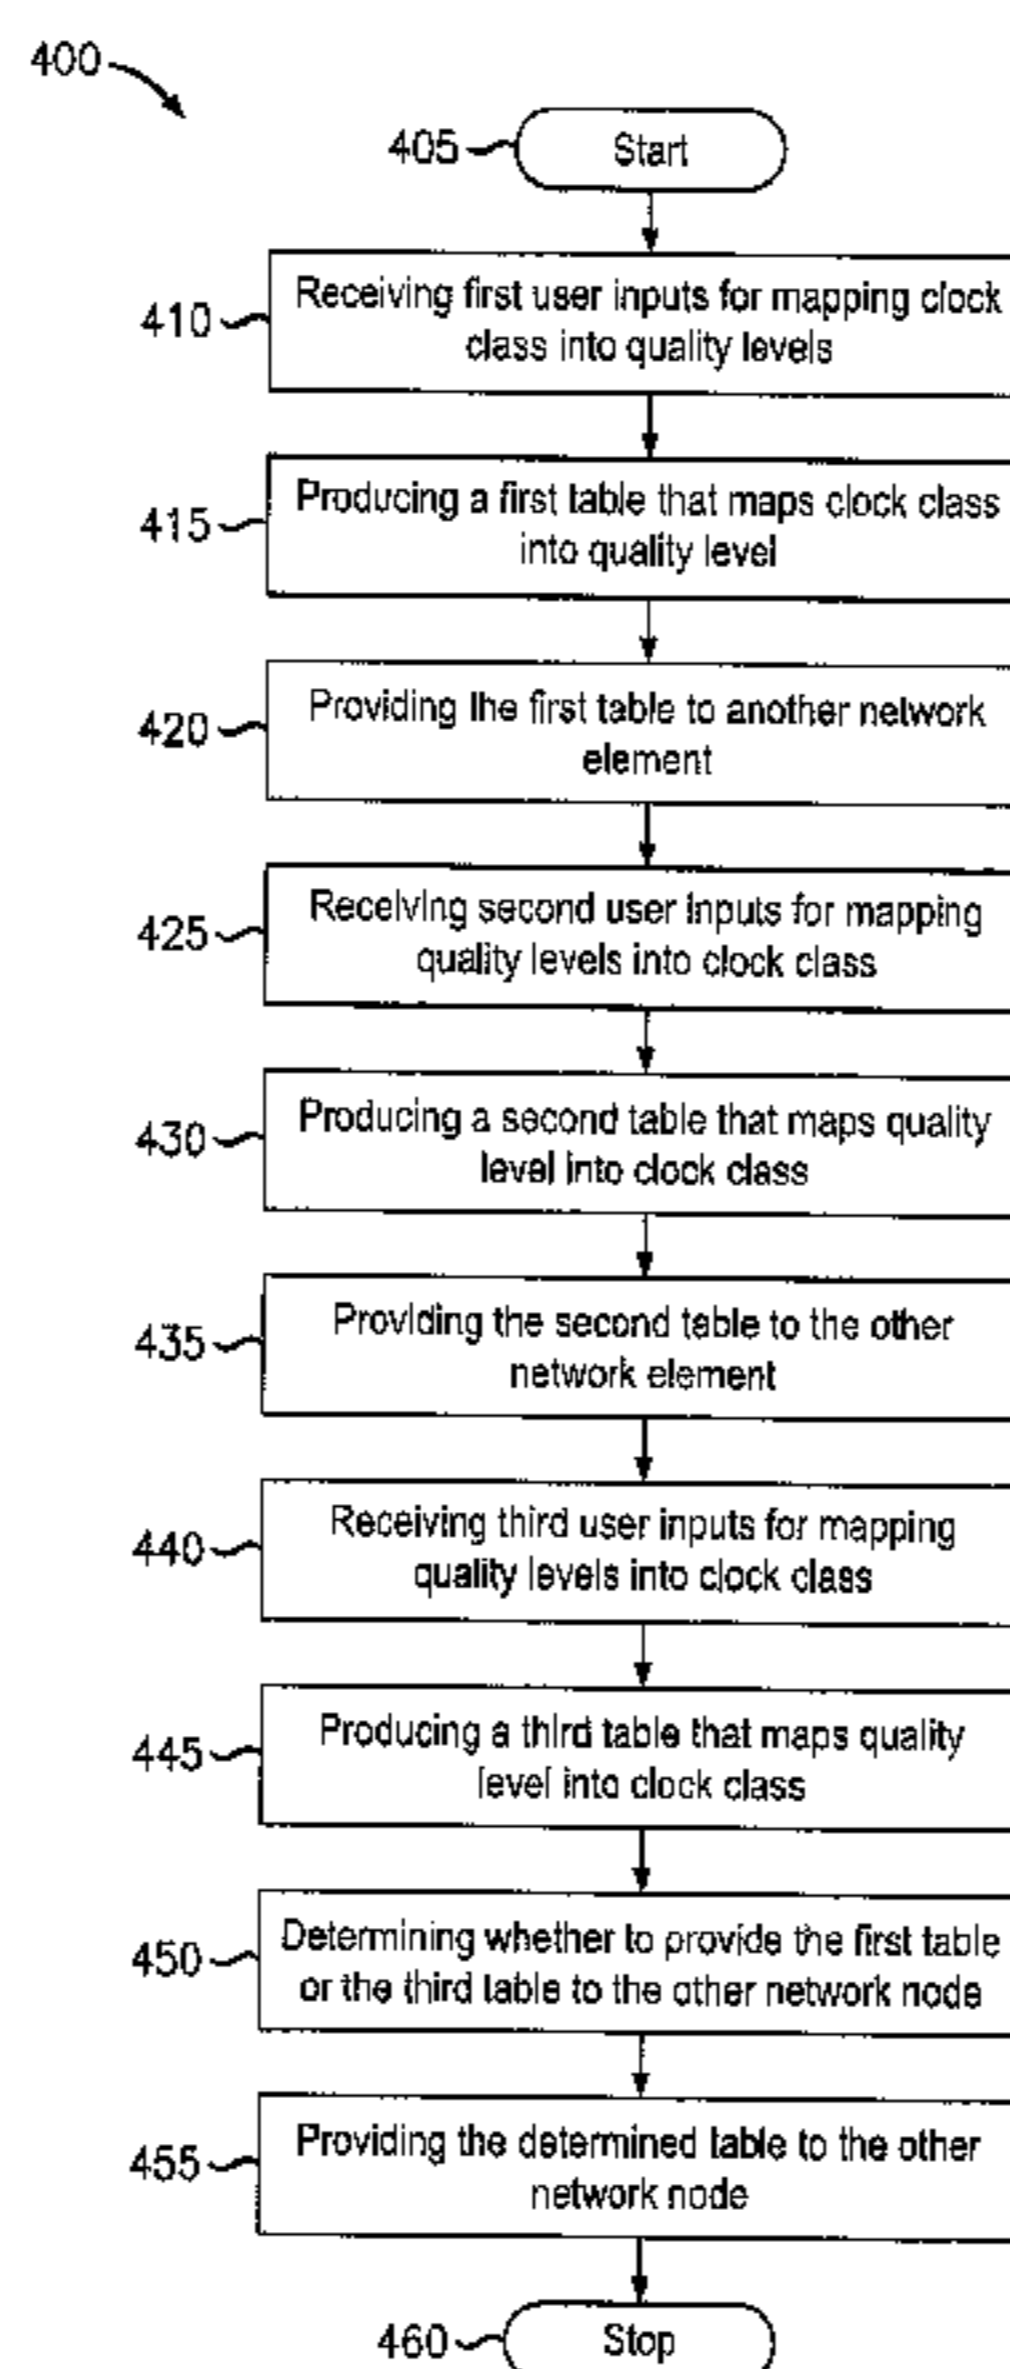 400
405
Start
410
Receiving first user inputs for mapping clock
class into quality levels
415
Producing a first table that maps clock class
into quality level
420
Providing the first table to another network
element
425
Receiving second user inputs for mapping
quality levels into clock class
430
Producing a second table that maps quality
level into clock class
435
Providing the second table to the other
network element
440
Receiving third user inputs for mapping
quality levels into clock class
445
Producing a third table that maps quality
level into clock class
450
Determining whether to provide the first table
or the third table to the other network node
455
Providing the determined table to the other
network node
460
Stop